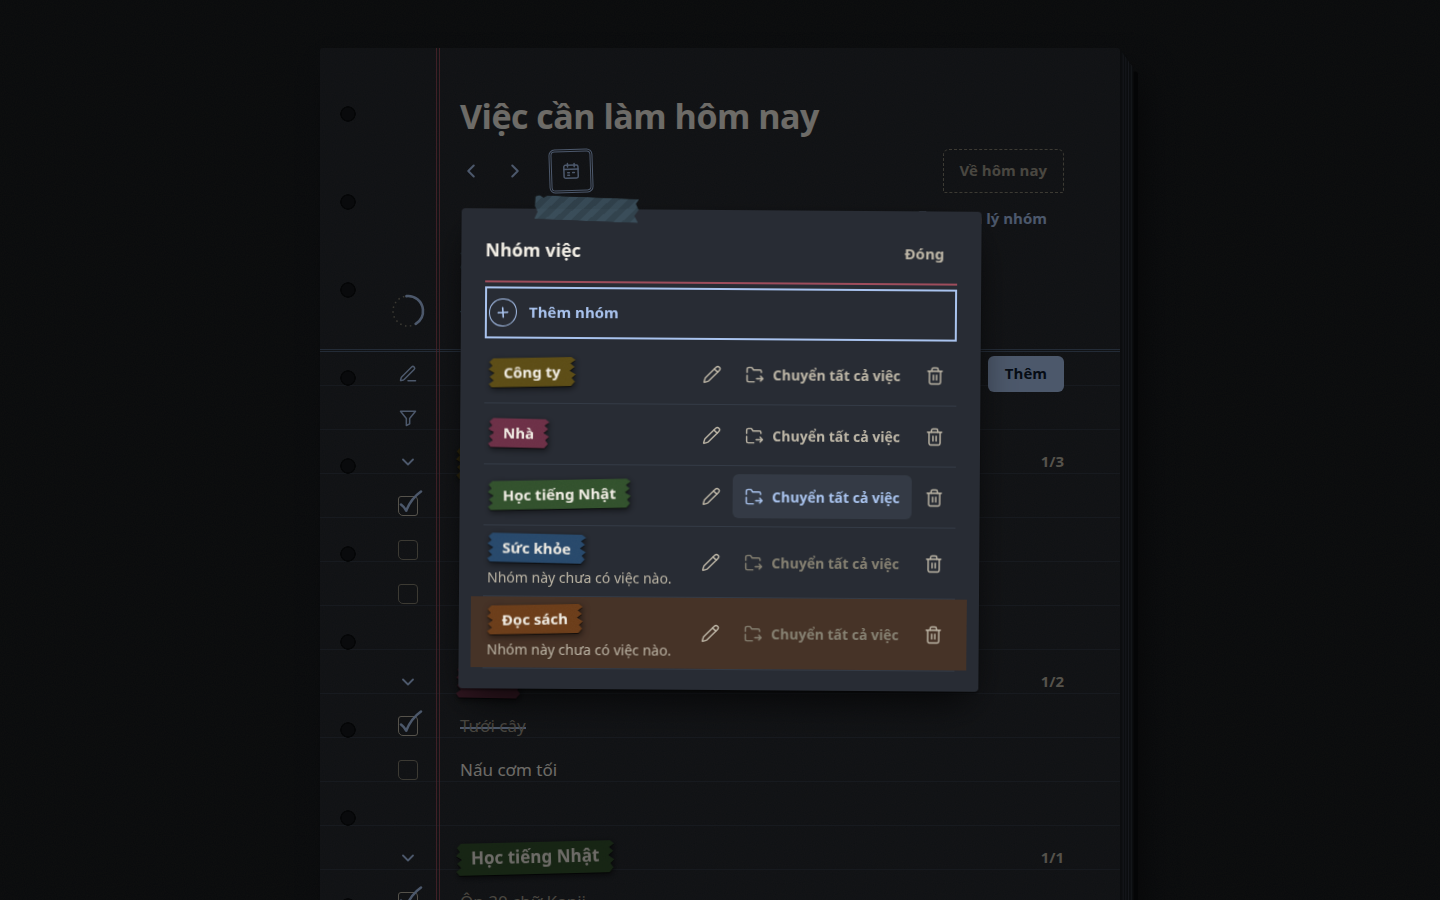 Việc cần làm hôm nay
Về hôm nay
lý nhóm
Nhóm việc
Đóng
Thêm nhóm
Thêm
Công ty
Chuyển tất cả việc
Nhà
Chuyển tất cả việc
1/3
Học tiếng Nhật
Chuyển tất cả việc
Sức khỏe
Nhóm này chưa có việc nào.
Chuyển tất cả việc
Đọc sách
Nhóm này chưa có việc nào.
Chuyển tất cả việc
1/2
Tưới cây
Nấu cơm tối
Học tiếng Nhật
1/1